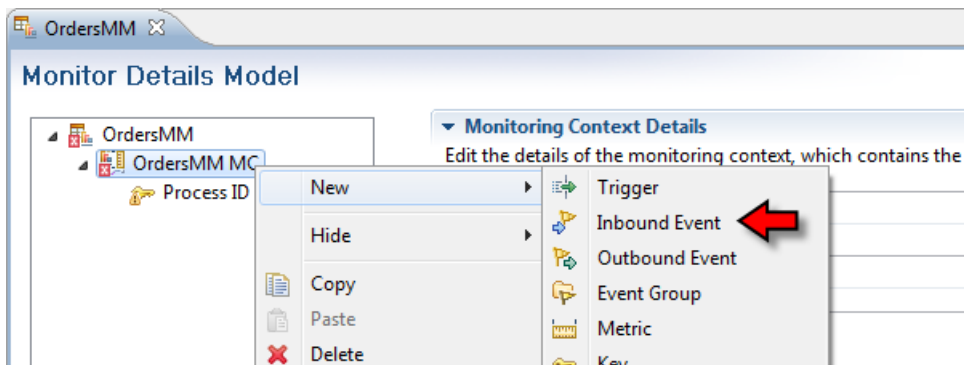 OrdersMM
Monitor Details Model
OrdersMM
OrdersMM MC
Process ID
Monitoring Context Details
Edit the details of the monitoring context, which contains the
New
Hide
Copy
Paste
Delete
Trigger
Inbound Event
Outbound Event
Event Group
Metric
Key